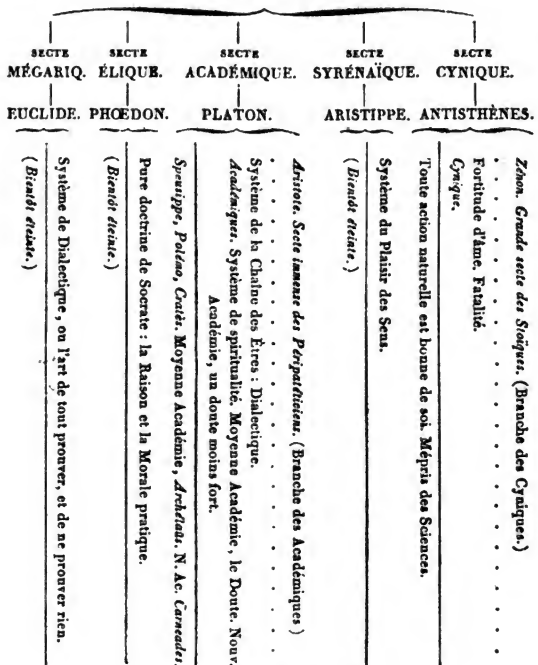 SECTE SECTE SECTE SECTE SECTE
MÉGARIQ. ÉLIQUE. ACADÉMIQUE. SYRÉNAÏQUE. CYNIQUE.
EUCLIDE. PHŒDON. PLATON. ARISTIPPE. ANTISTHÈNES.
Système de Dialectique, ou l'art de tout prouver, et de ne prouver rien.
(Bientôt éteinte.)
Pure doctrine de Socrate : la Raison et la Morale pratique.
(Bientôt éteinte.)
Aristote. Secte immense des Péripatéticiens. (Branche des Académiques)
Système de la Chaîne des Êtres : Dialectique.
Académiques. Système de spiritualité. Moyenne Académie, le Doute. Nouv.
Académie, un doute moins fort.
Speusippe, Polémo, Cratès. Moyenne Académie, Archélaüs. N. Ac. Carneades.
Système du Plaisir des Sens.
(Bientôt éteinte.)
Zénon. Grande secte des Stoïques. (Branche des Cyniques.)
Fortitude d'âme. Fatalité.
Cynique.
Toute action naturelle est bonne de soi. Mépris des Sciences.